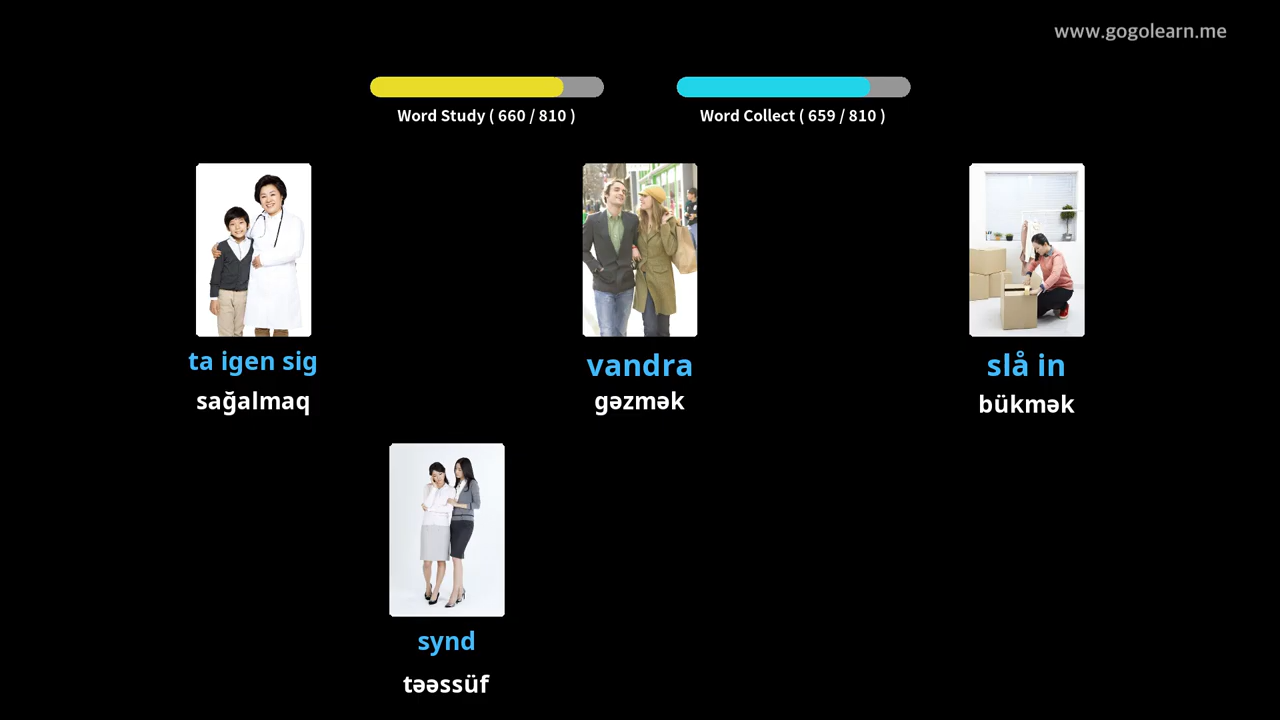 www.gogolearn.me
Word Study ( 660 / 810 )
Word Collect ( 659 / 810 )
ta igen sig
sağalmaq
vandra
gəzmək
slå in
bükmək
synd
təəssüf